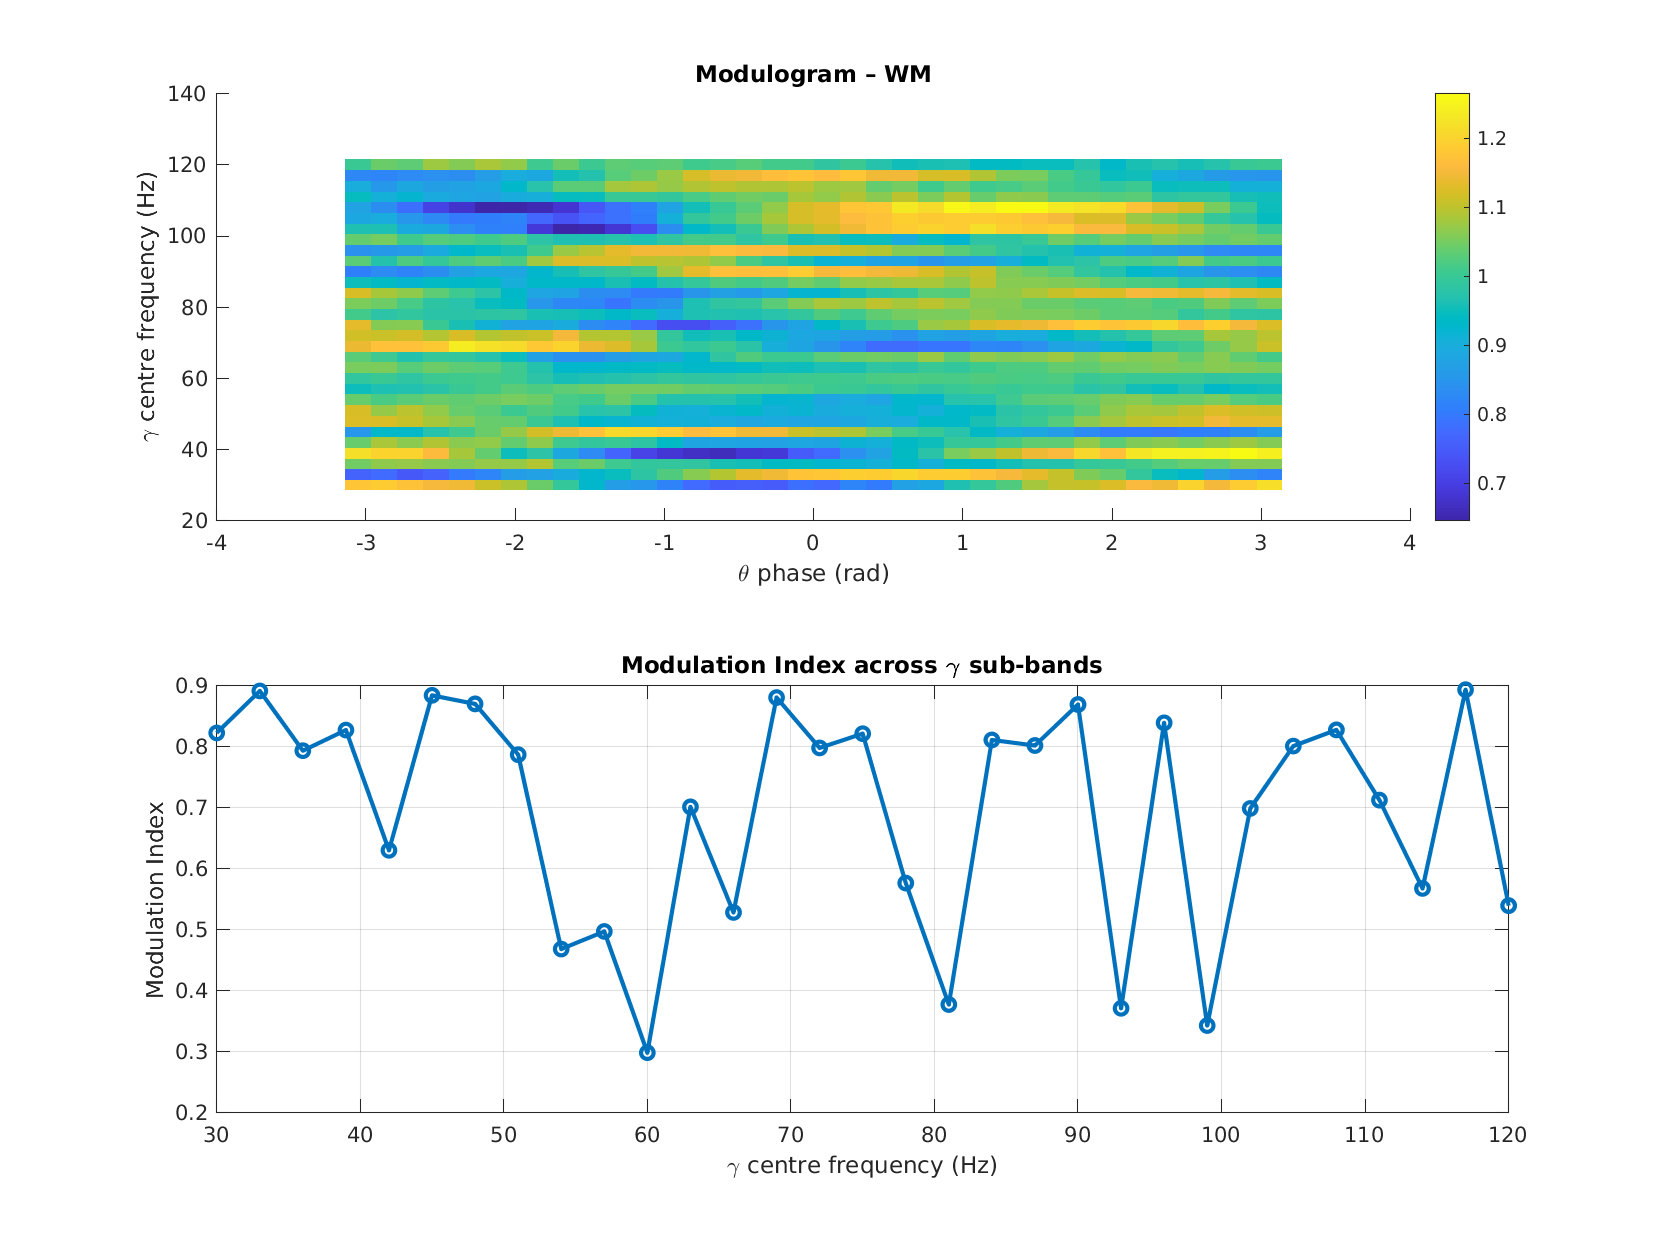 Modulogram – WM
140
120
100
80
60
40
20
γ centre frequency (Hz)
-4 -3 -2 -1 0 1 2 3 4
θ phase (rad)
1.2
1.1
1
0.9
0.8
0.7
Modulation Index across γ sub-bands
0.9
0.8
0.7
0.6
0.5
0.4
0.3
0.2
Modulation Index
30 40 50 60 70 80 90 100 110 120
γ centre frequency (Hz)